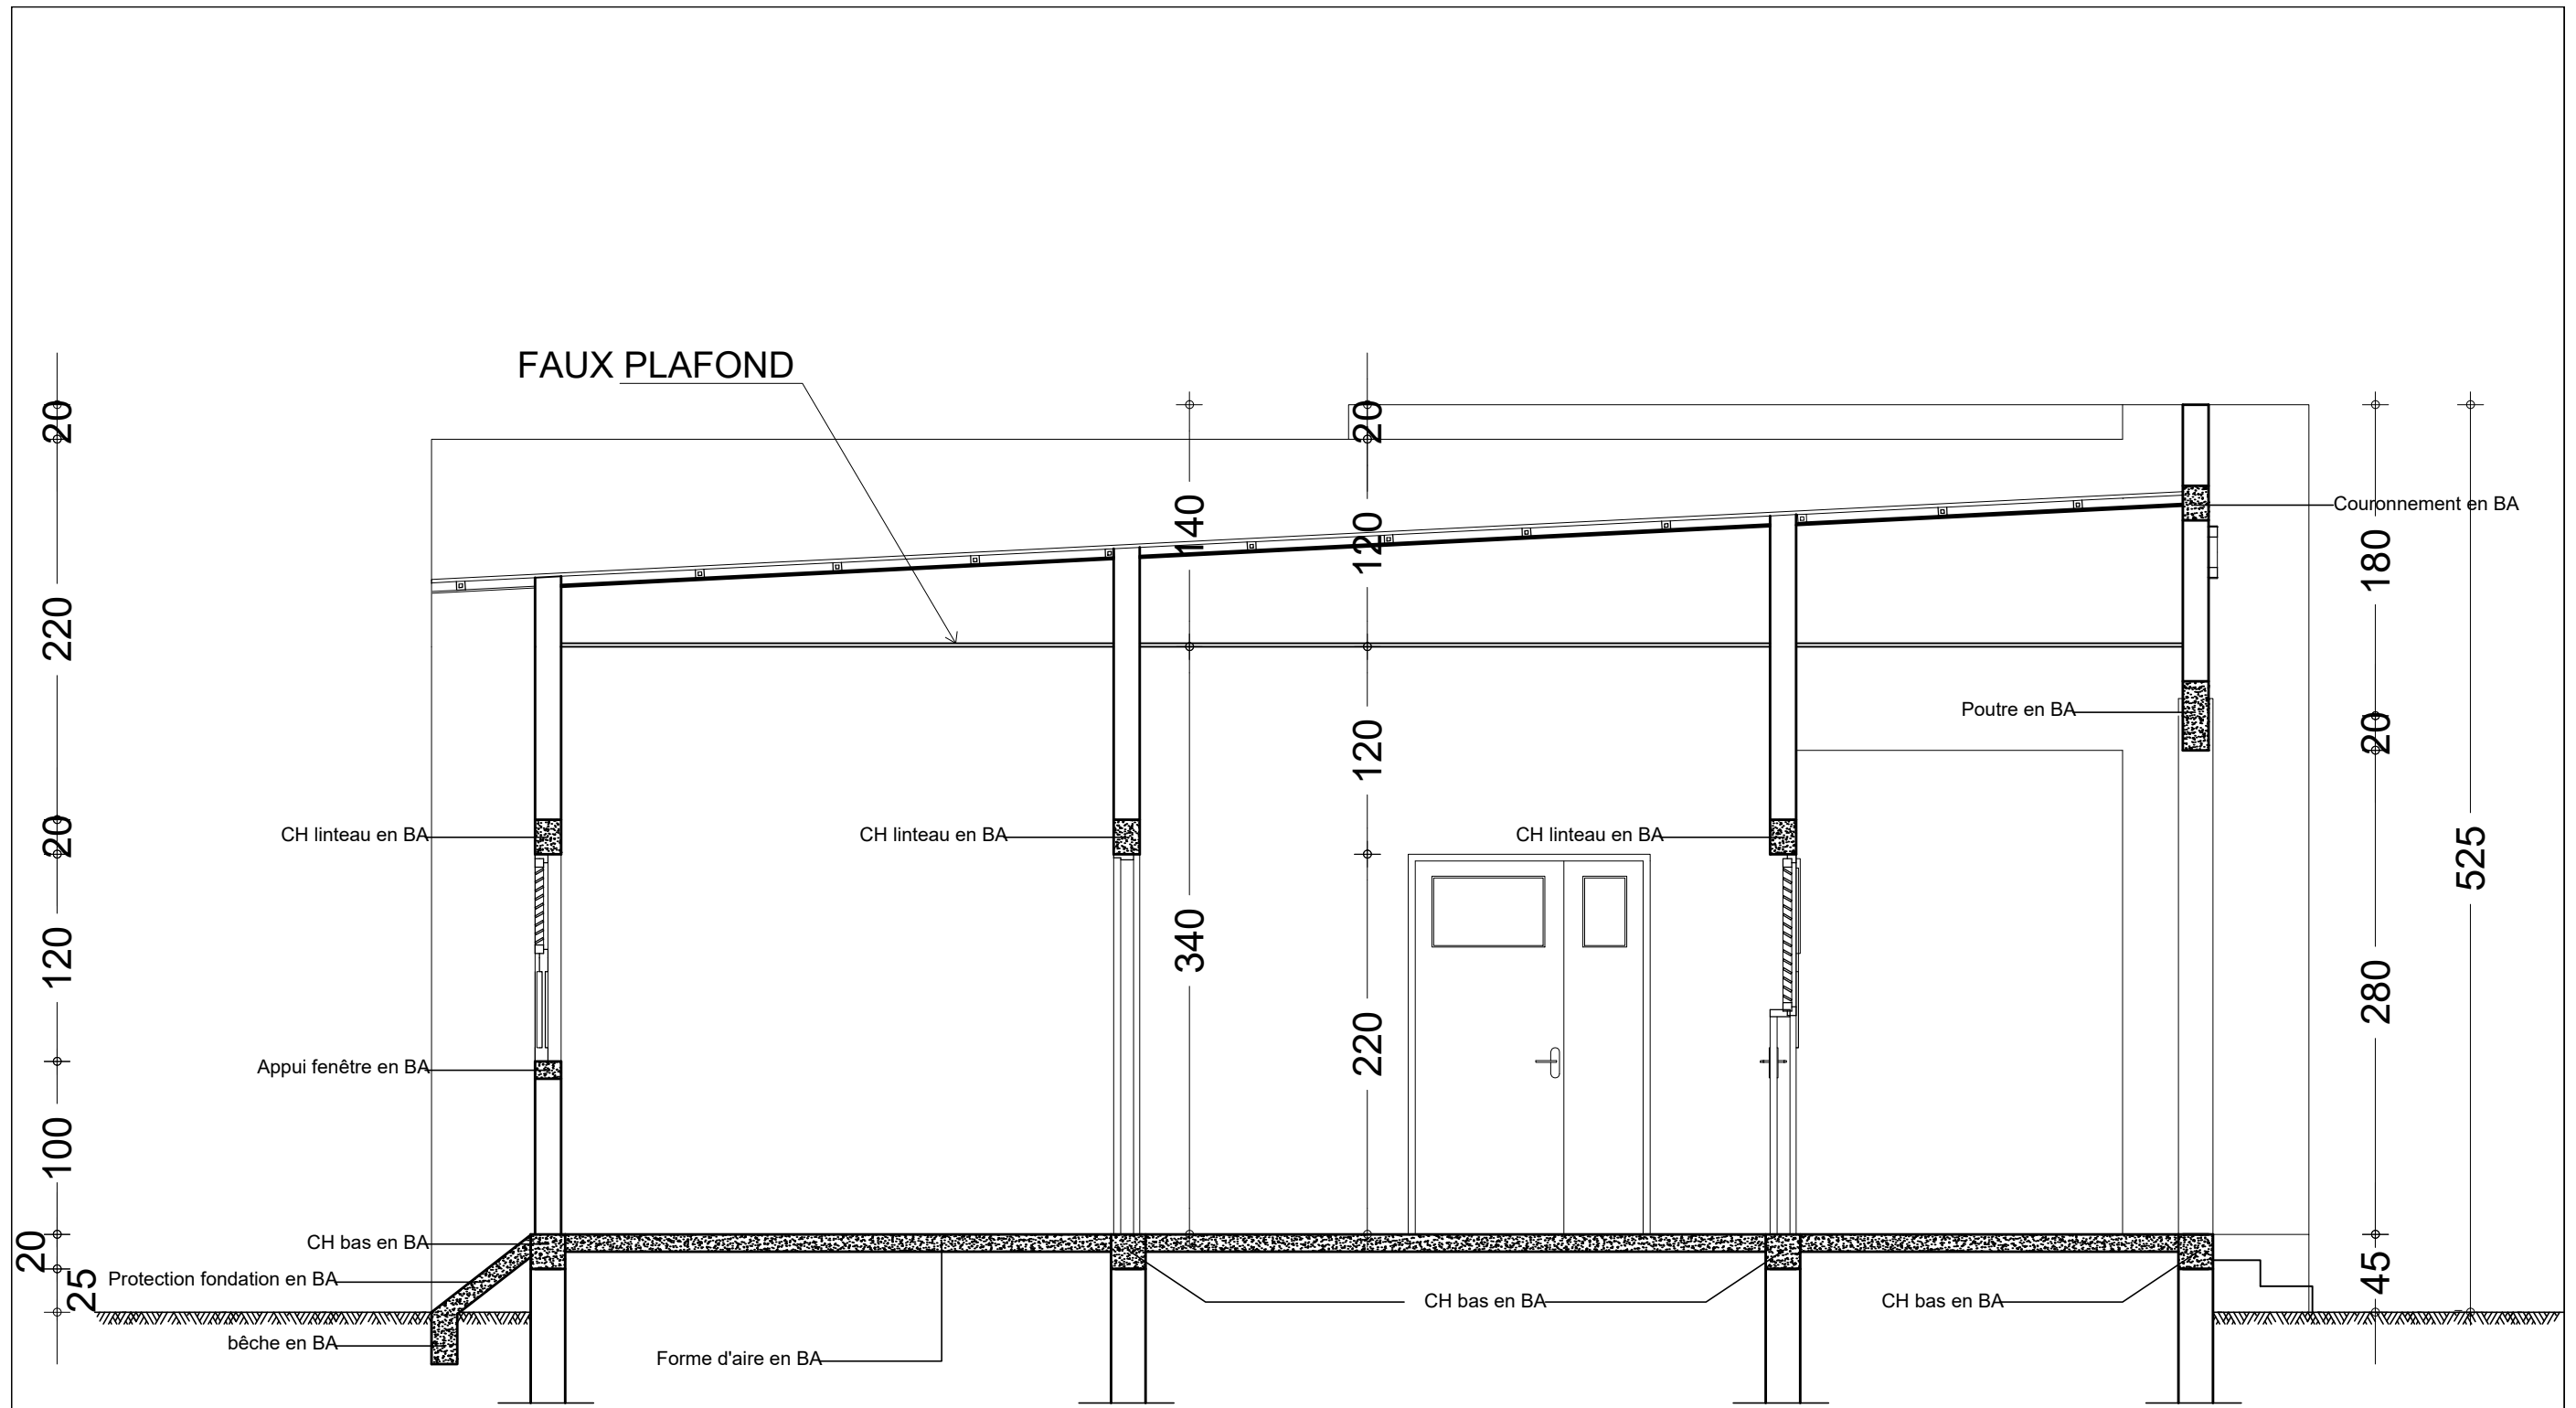 FAUX PLAFOND
20
20
140
120
220
180
Couronnement en BA
120
Poutre en BA
20
20
CH linteau en BA
CH linteau en BA
CH linteau en BA
525
120
340
280
220
Appui fenêtre en BA
100
20
CH bas en BA
25
Protection fondation en BA
45
CH bas en BA
CH bas en BA
bêche en BA
Forme d'aire en BA